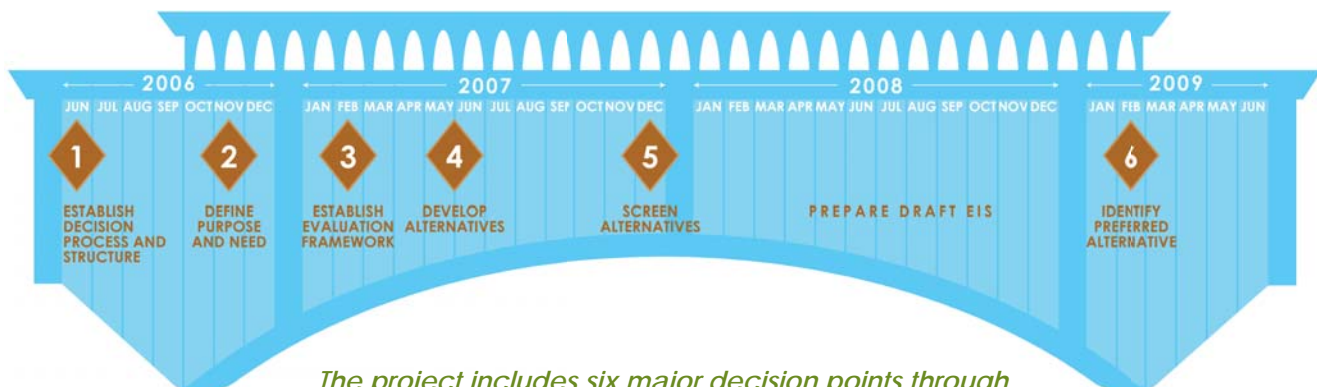 2006 2007 2008 2009
JUN JUL AUG SEP OCT NOV DEC JAN FEB MAR APR MAY JUN JUL AUG SEP OCT NOV DEC JAN FEB MAR APR MAY JUN JUL AUG SEP OCT NOV DEC JAN FEB MAR APR MAY JUN
1
ESTABLISH
DECISION
PROCESS AND
STRUCTURE
2
DEFINE
PURPOSE
AND NEED
3
ESTABLISH
EVALUATION
FRAMEWORK
4
DEVELOP
ALTERNATIVES
5
SCREEN
ALTERNATIVES
PREPARE DRAFT EIS
6
IDENTIFY
PREFERRED
ALTERNATIVE
The project includes six major decision points through